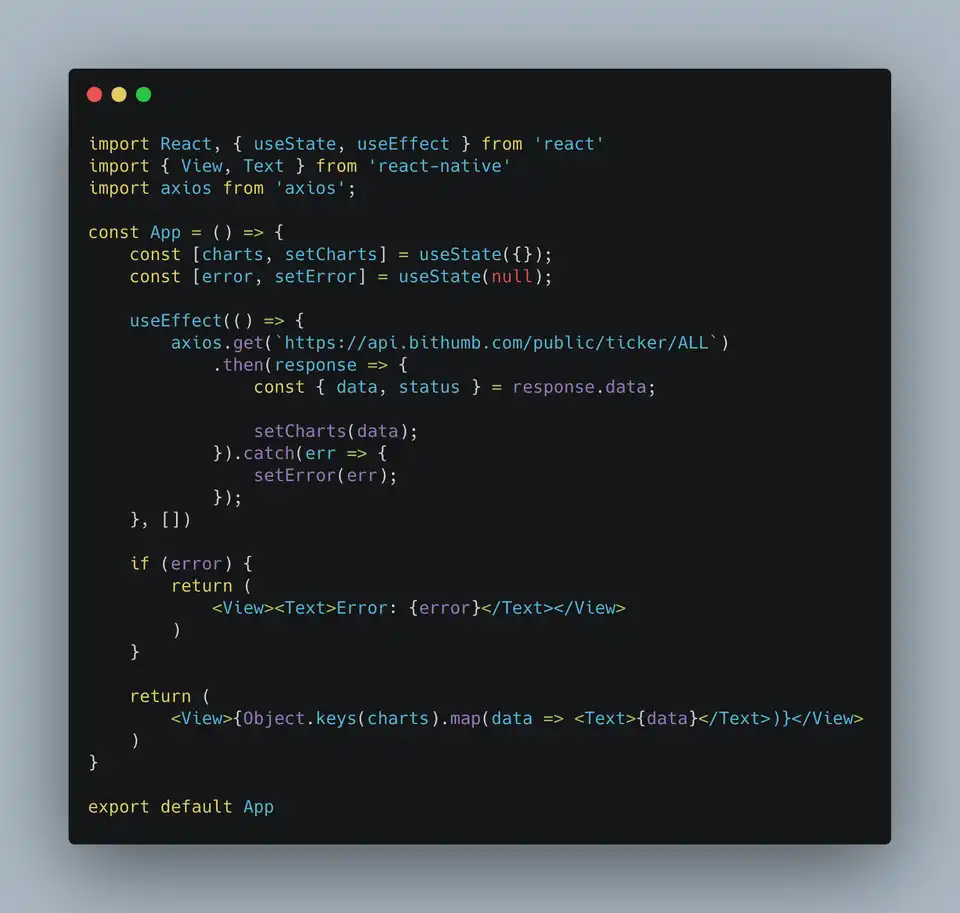 import React, { useState, useEffect } from 'react'
import { View, Text } from 'react-native'
import axios from 'axios';

const App = () => {
    const [charts, setCharts] = useState({});
    const [error, setError] = useState(null);

    useEffect(() => {
        axios.get(`https://api.bithumb.com/public/ticker/ALL`)
            .then(response => {
                const { data, status } = response.data;

                setCharts(data);
            }).catch(err => {
                setError(err);
            });
    }, [])

    if (error) {
        return (
            <View><Text>Error: {error}</Text></View>
        )
    }

    return (
        <View>{Object.keys(charts).map(data => <Text>{data}</Text>)}</View>
    )
}

export default App